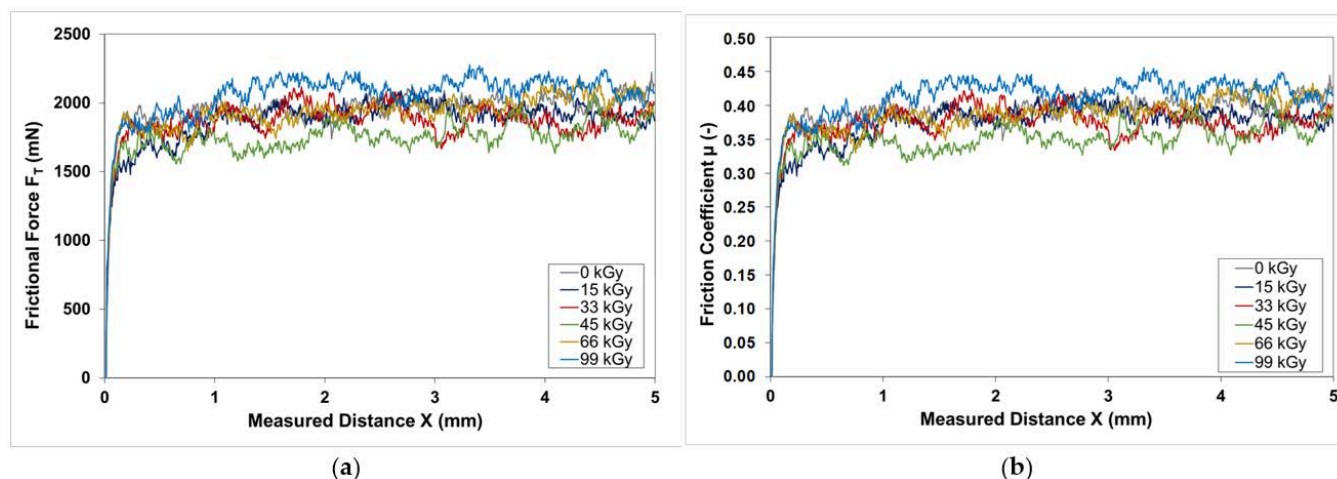 2500
2000
1500
1000
500
0
Frictional Force F_T (mN)
0 kGy
15 kGy
33 kGy
45 kGy
66 kGy
99 kGy
0 1 2 3 4 5
Measured Distance X (mm)
(a)
0.50
0.45
0.40
0.35
0.30
0.25
0.20
0.15
0.10
0.05
0.00
Friction Coefficient µ (-)
0 kGy
15 kGy
33 kGy
45 kGy
66 kGy
99 kGy
0 1 2 3 4 5
Measured Distance X (mm)
(b)